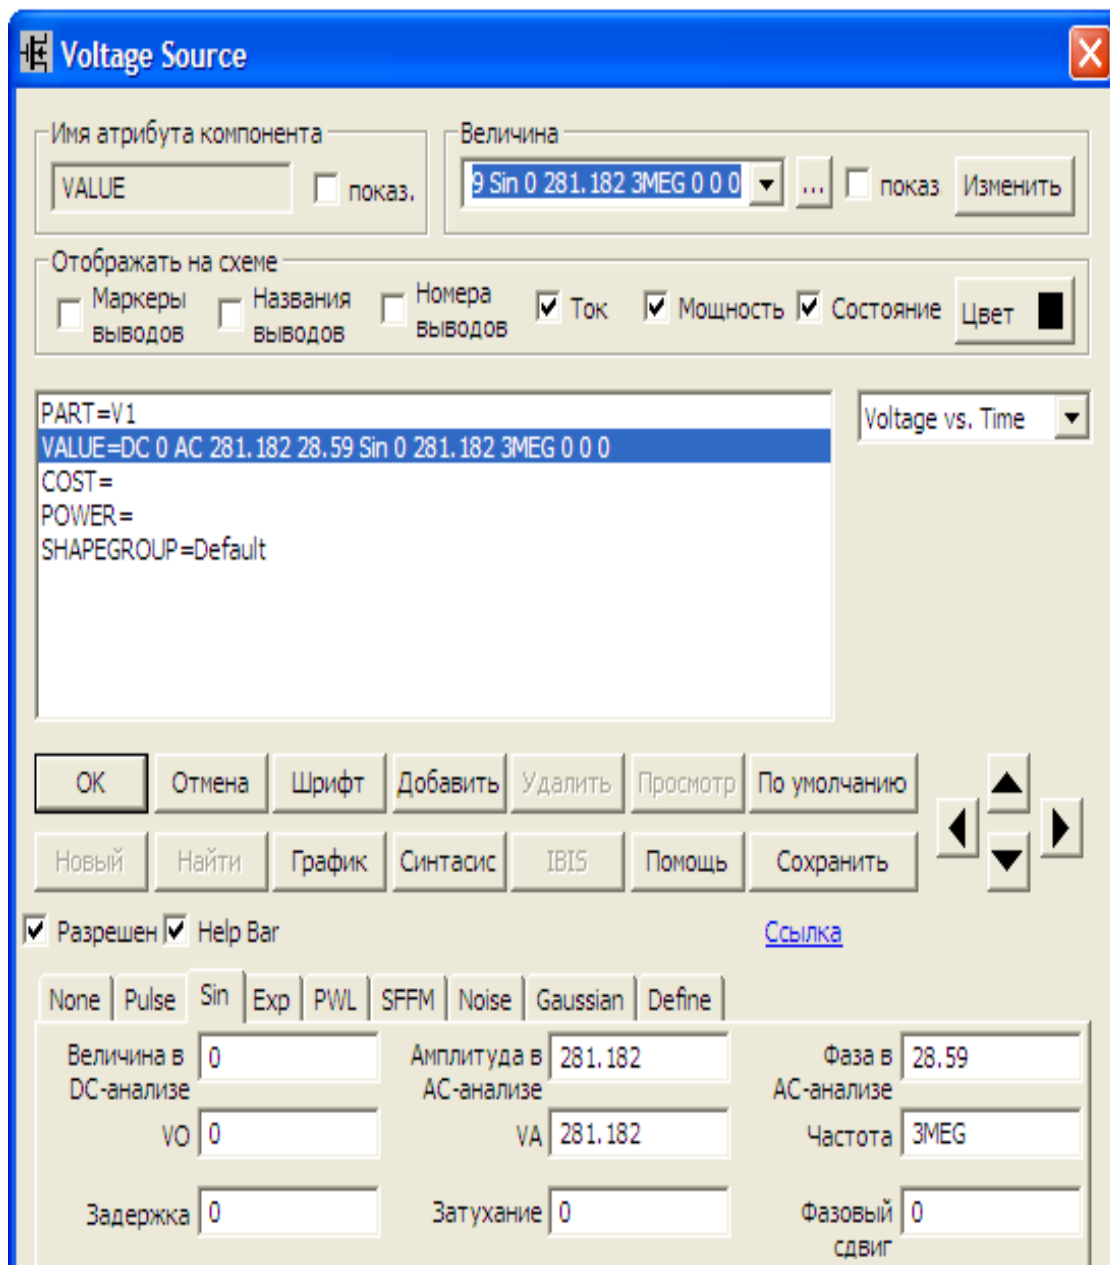 Voltage Source
Имя атрибута компонента
Величина
VALUE
показ.
9 Sin 0 281.182 3MEG 0 0 0
...
показ
Изменить
Отображать на схеме
Маркеры
выводов
Названия
выводов
Номера
выводов
Ток
Мощность
Состояние
Цвет
PART=V1
VALUE=DC 0 AC 281.182 28.59 Sin 0 281.182 3MEG 0 0 0
COST=
POWER=
SHAPEGROUP=Default
Voltage vs. Time
OK
Отмена
Шрифт
Добавить
Удалить
Просмотр
По умолчанию
Новый
Найти
График
Синтасис
IBIS
Помощь
Сохранить
Разрешен
Help Bar
Ссылка
None
Pulse
Sin
Exp
PWL
SFFM
Noise
Gaussian
Define
Величина в
DC-анализе
0
Амплитуда в
AC-анализе
281.182
Фаза в
AC-анализе
28.59
VO
0
VA
281.182
Частота
3MEG
Задержка
0
Затухание
0
Фазовый
сдвиг
0